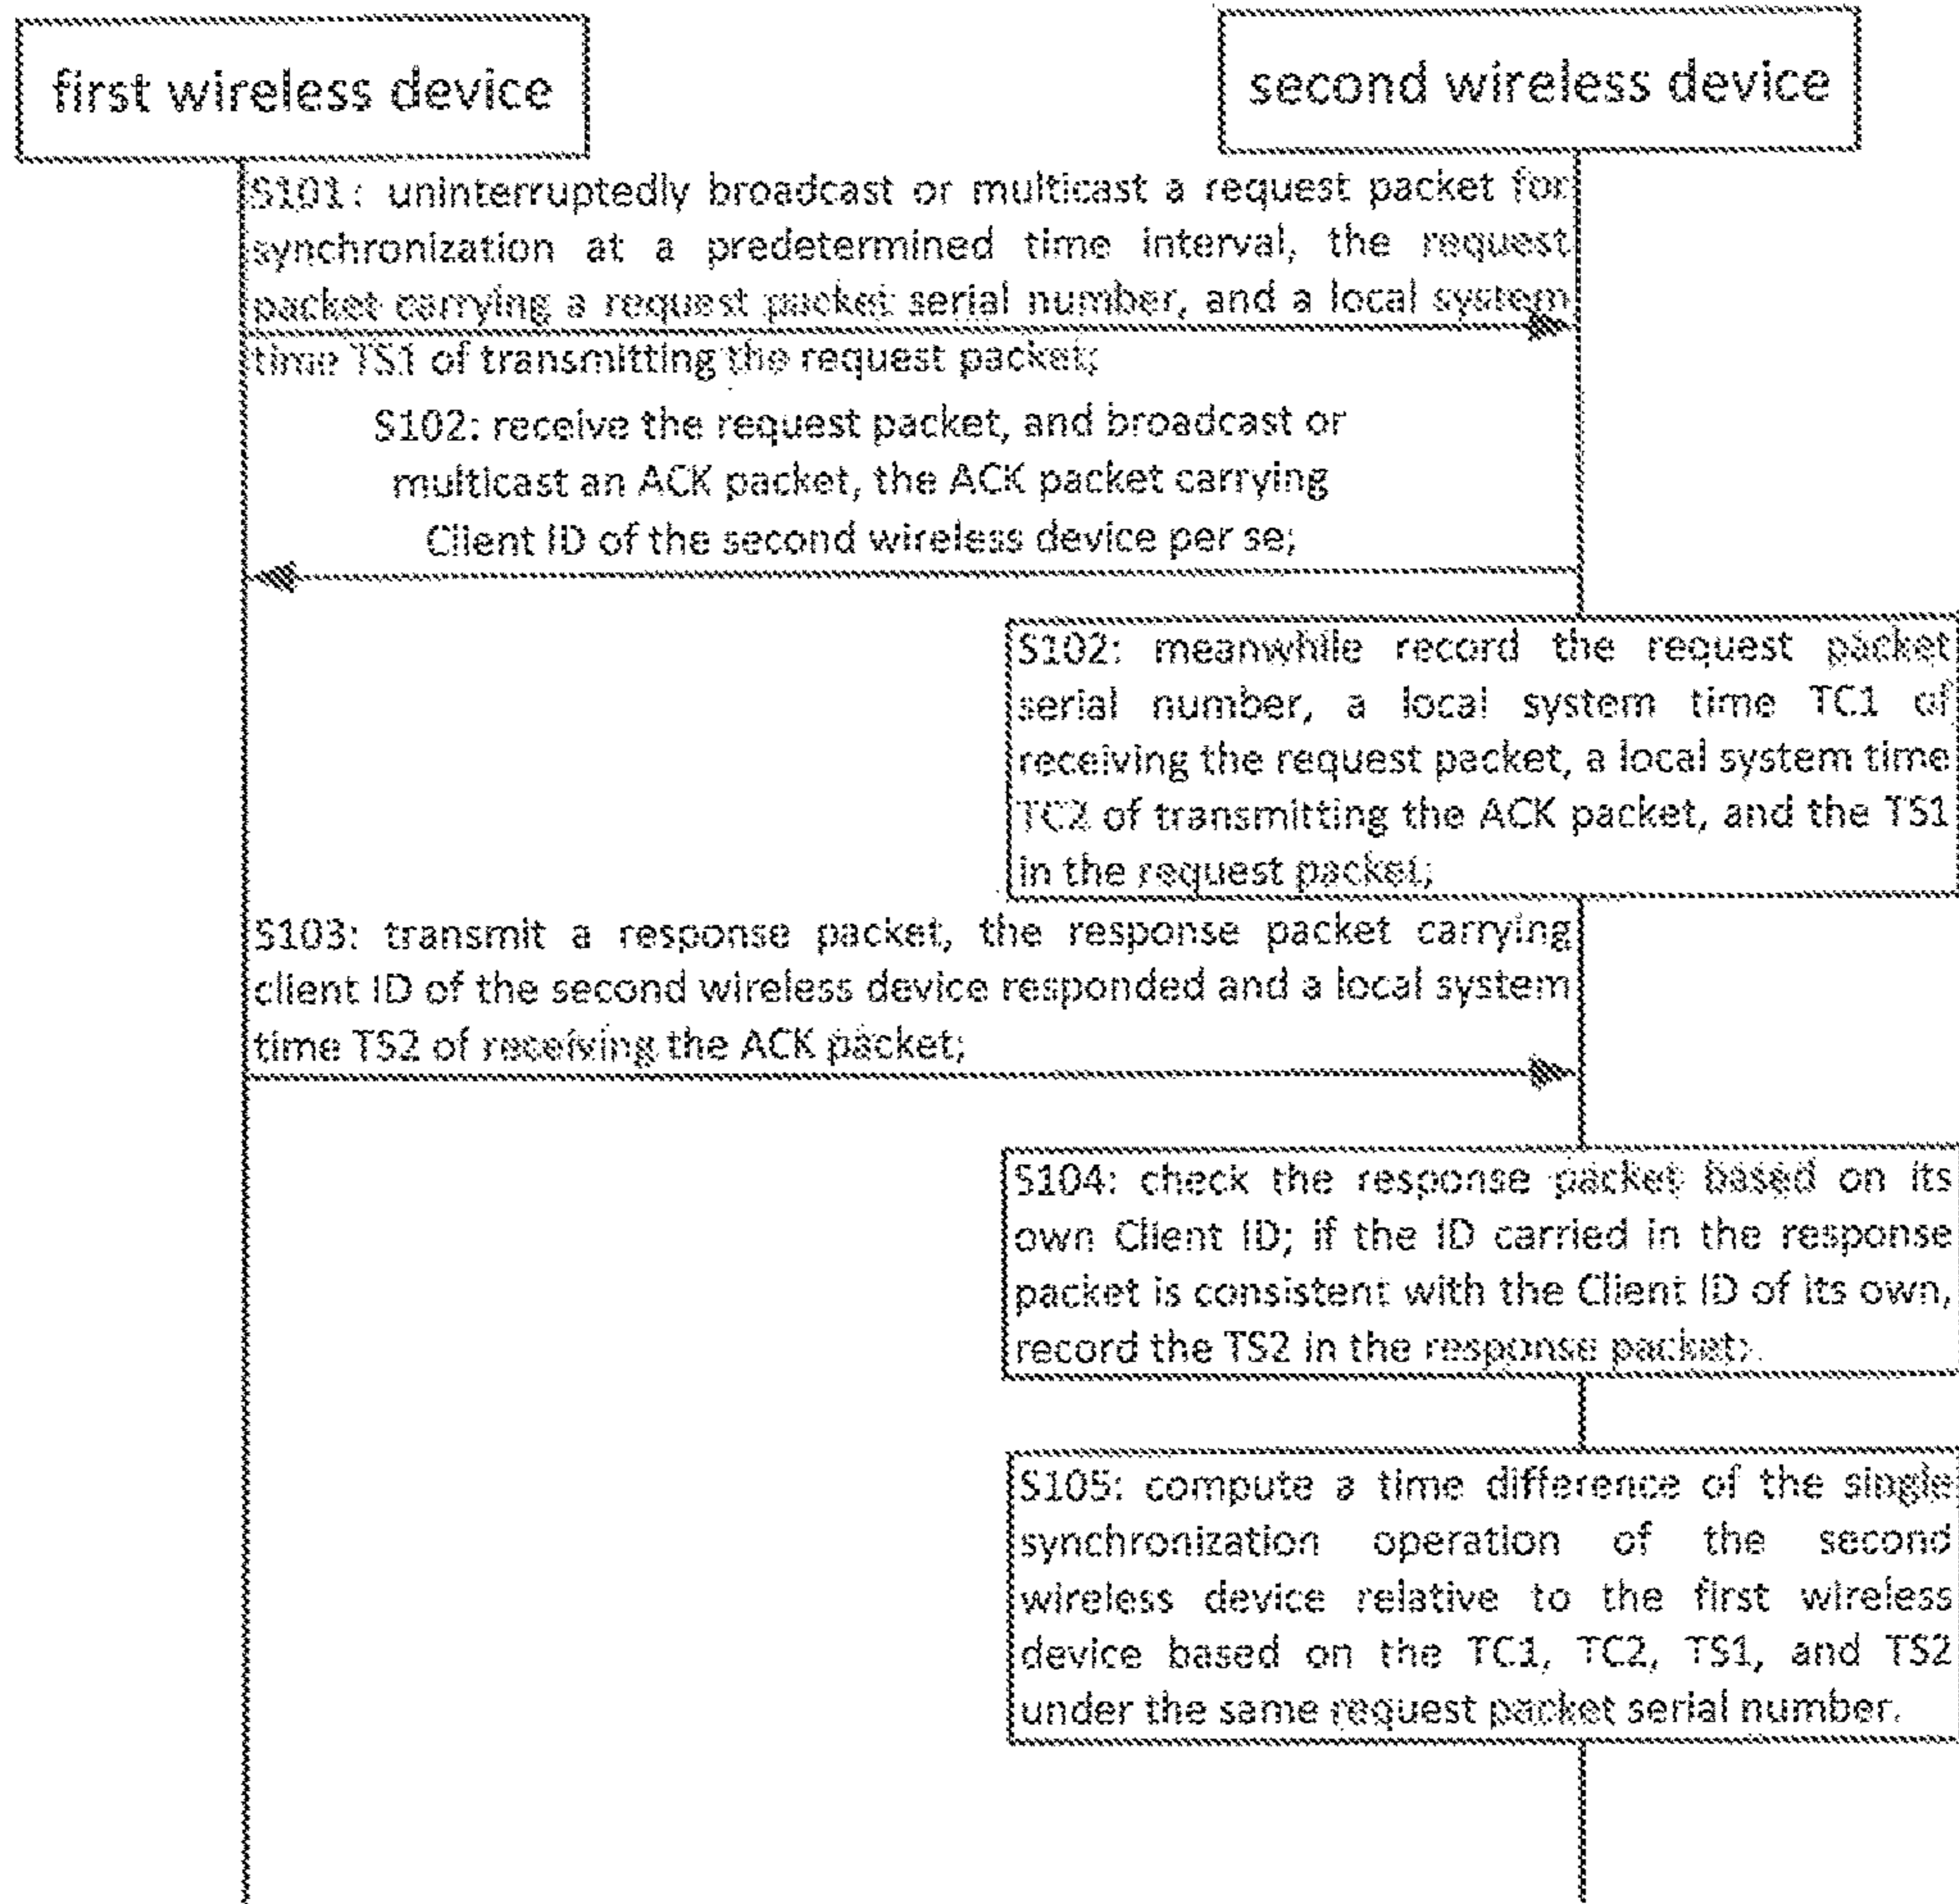 first wireless device
second wireless device
S101: uninterruptedly broadcast or multicast a request packet for
synchronization at a predetermined time interval, the request
packet carrying a request packet serial number, and a local system
time TS1 of transmitting the request packet;
S102: receive the request packet, and broadcast or
multicast an ACK packet, the ACK packet carrying
Client ID of the second wireless device per se;
S102: meanwhile record the request packet
serial number, a local system time TC1 of
receiving the request packet, a local system time
TC2 of transmitting the ACK packet, and the TS1
in the request packet;
S103: transmit a response packet, the response packet carrying
client ID of the second wireless device responded and a local system
time TS2 of receiving the ACK packet;
S104: check the response packet based on its
own Client ID; if the ID carried in the response
packet is consistent with the Client ID of its own,
record the TS2 in the response packet;
S105: compute a time difference of the single
synchronization operation of the second
wireless device relative to the first wireless
device based on the TC1, TC2, TS1, and TS2
under the same request packet serial number.